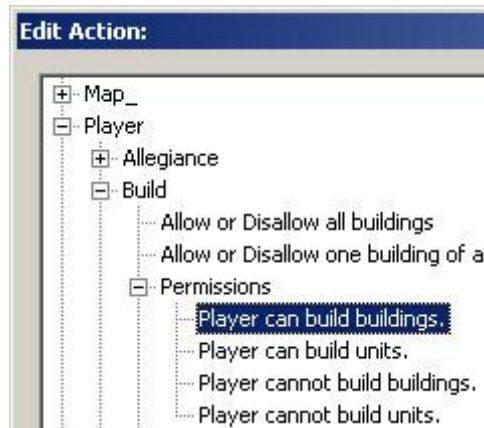 Edit Action:
Map_
Player
Allegiance
Build
Allow or Disallow all buildings
Allow or Disallow one building of a
Permissions
Player can build buildings.
Player can build units.
Player cannot build buildings.
Player cannot build units.